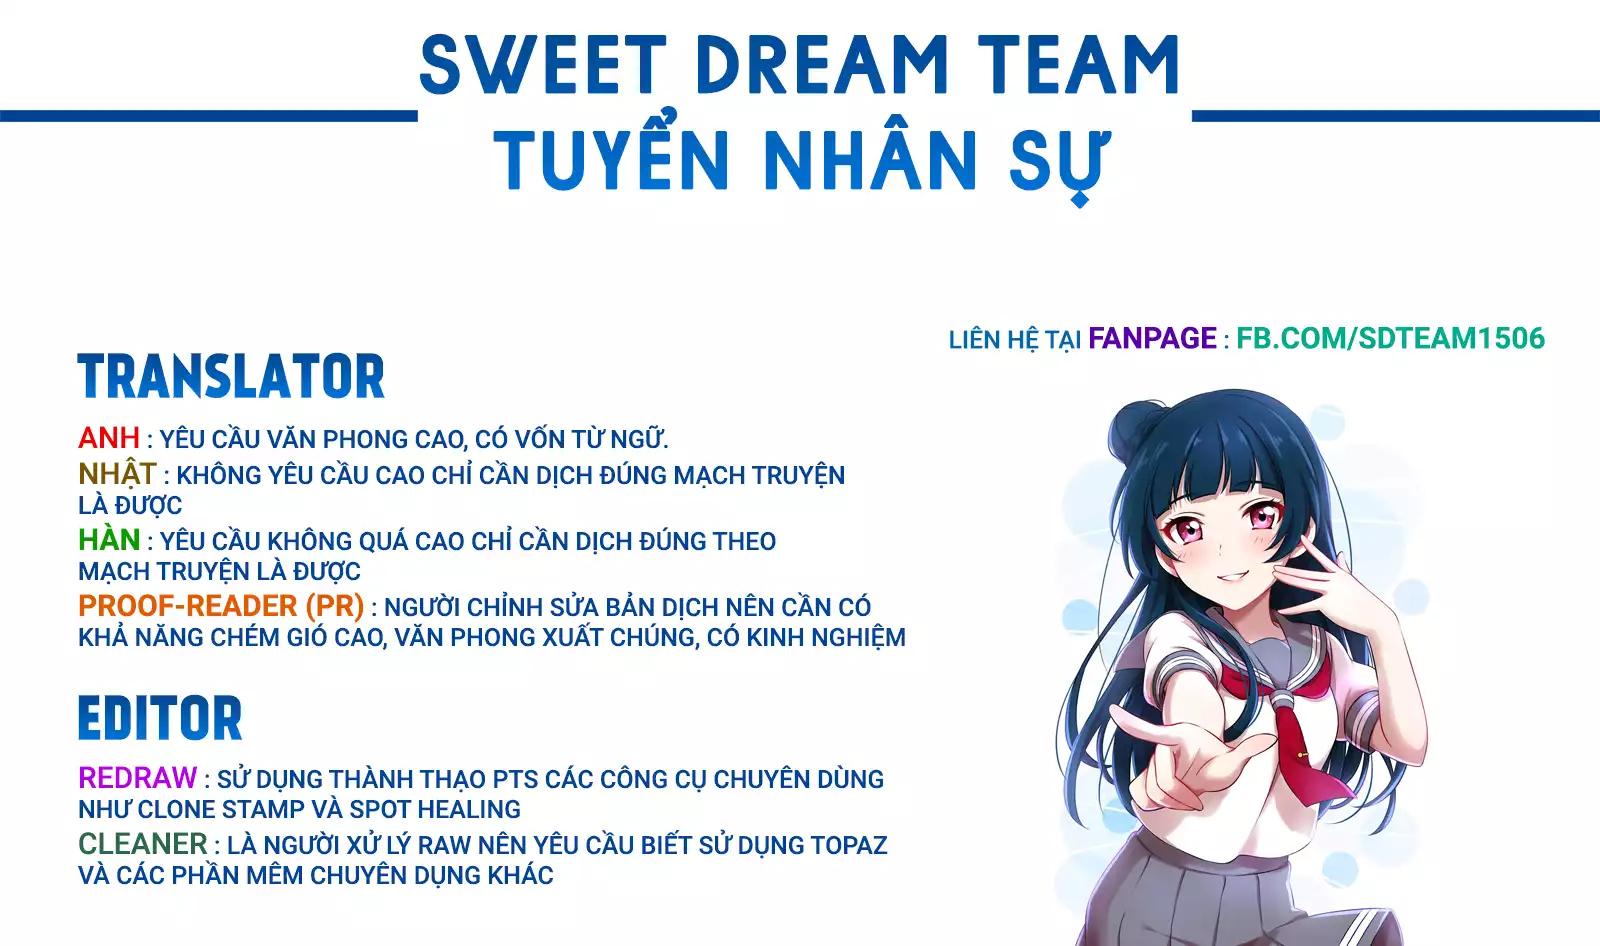 SWEET DREAM TEAM
TUYỂN NHÂN SỰ
LIÊN HỆ TẠI FANPAGE : FB.COM/SDTEAM1506
TRANSLATOR
ANH : YÊU CẦU VĂN PHONG CAO, CÓ VỐN TỪ NGỮ.
NHẬT : KHÔNG YÊU CẦU CAO CHỈ CẦN DỊCH ĐÚNG MẠCH TRUYỆN
LÀ ĐƯỢC
HÀN : YÊU CẦU KHÔNG QUÁ CAO CHỈ CẦN DỊCH ĐÚNG THEO
MẠCH TRUYỆN LÀ ĐƯỢC
PROOF-READER (PR) : NGƯỜI CHỈNH SỬA BẢN DỊCH NÊN CẦN CÓ
KHẢ NĂNG CHÉM GIÓ CAO, VĂN PHONG XUẤT CHÚNG, CÓ KINH NGHIỆM
EDITOR
REDRAW : SỬ DỤNG THÀNH THẠO PTS CÁC CÔNG CỤ CHUYÊN DÙNG
NHƯ CLONE STAMP VÀ SPOT HEALING
CLEANER : LÀ NGƯỜI XỬ LÝ RAW NÊN YÊU CẦU BIẾT SỬ DỤNG TOPAZ
VÀ CÁC PHẦN MÊM CHUYÊN DỤNG KHÁC